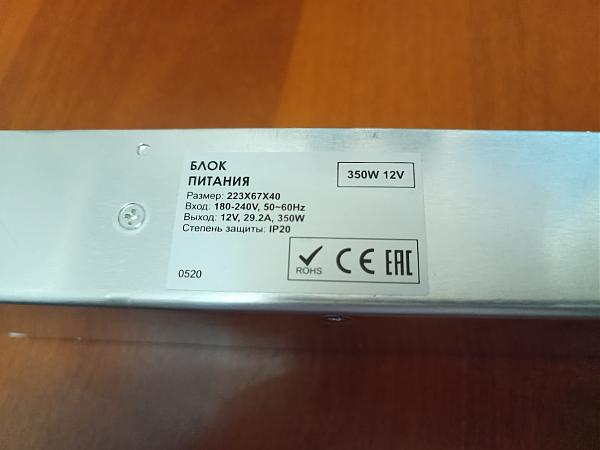 БЛОК
ПИТАНИЯ
350W 12V
Размер: 223X67X40
Вход: 180-240V, 50~60Hz
Выход: 12V, 29.2A, 350W
Степень защиты: IP20
0520
ROHS CE EAC